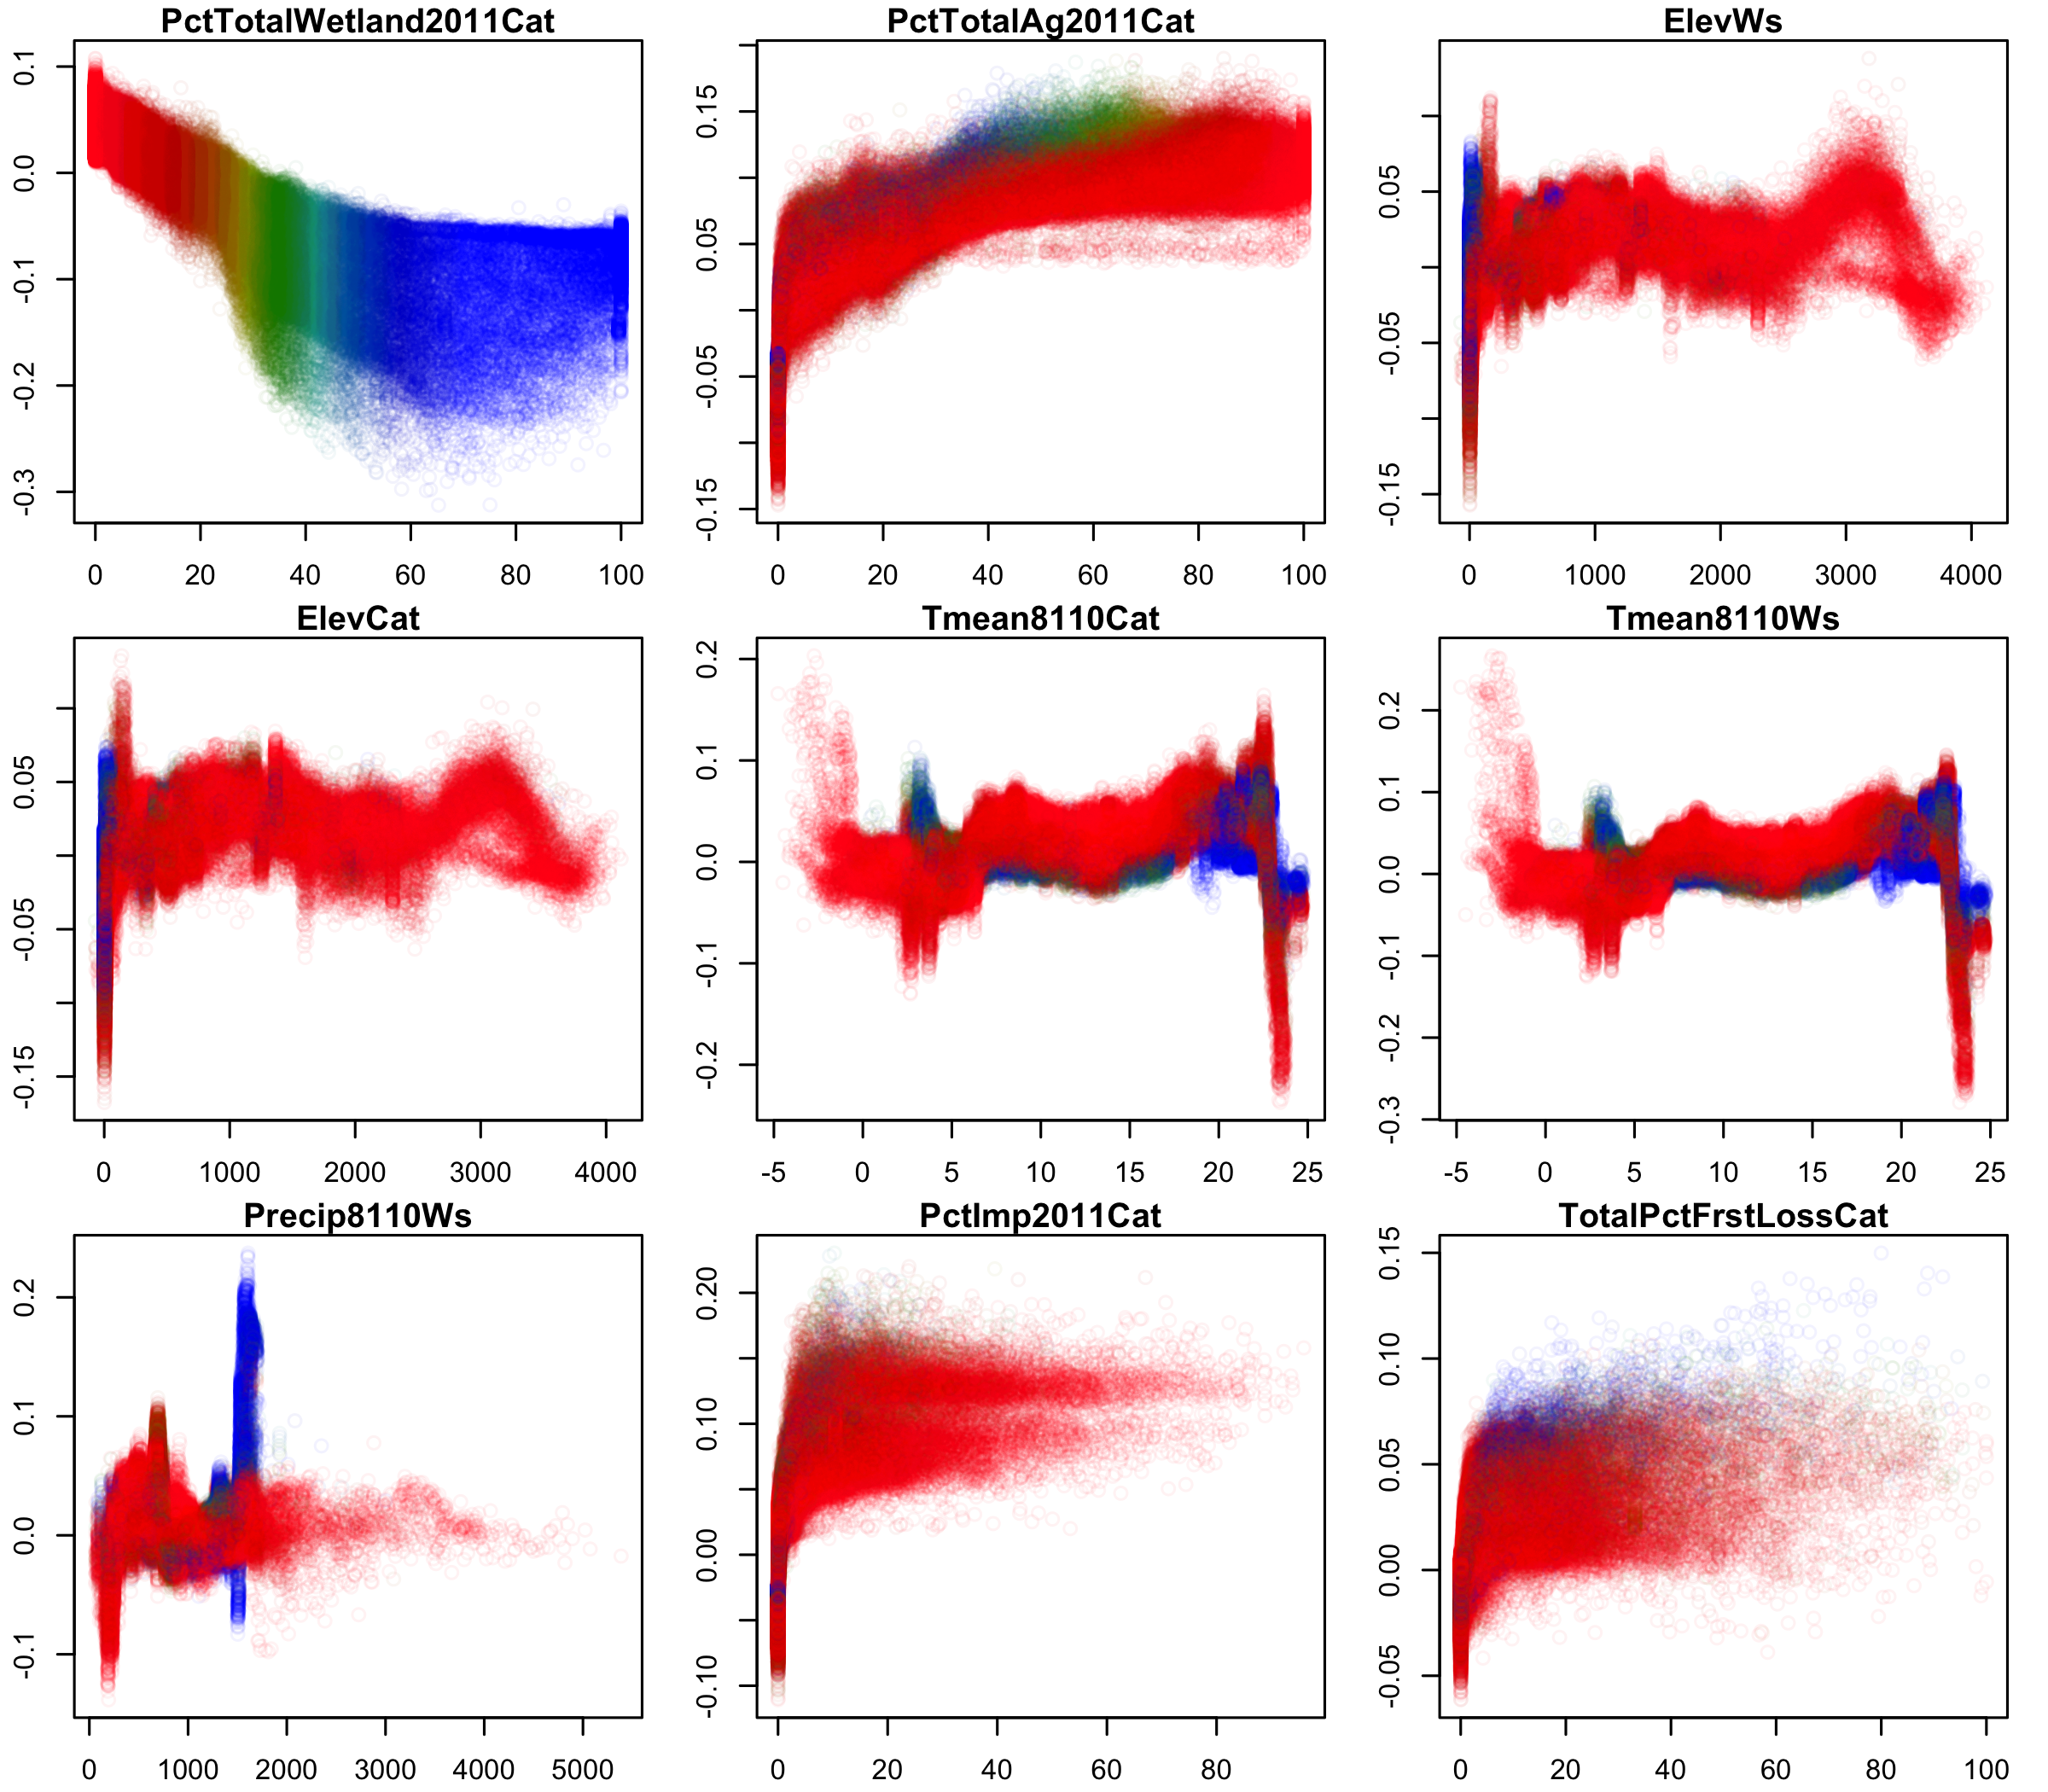 PctTotalWetland2011Cat PctTotalAg2011Cat ElevWs
0.1 0.0 -0.1 -0.2 -0.3
0 20 40 60 80 100
0.15 0.05 -0.05 -0.15
0 20 40 60 80 100
0.05 -0.05 -0.15
0 1000 2000 3000 4000
ElevCat Tmean8110Cat Tmean8110Ws
0.05 -0.05 -0.15
0 1000 2000 3000 4000
0.2 0.1 0.0 -0.1 -0.2
-5 0 5 10 15 20 25
0.2 0.1 0.0 -0.1 -0.2 -0.3
-5 0 5 10 15 20 25
Precip8110Ws PctImp2011Cat TotalPctFrstLossCat
0.2 0.1 0.0 -0.1
0 1000 2000 3000 4000 5000
0.20 0.10 0.00 -0.10
0 20 40 60 80
0.15 0.10 0.05 0.00 -0.05
0 20 40 60 80 100